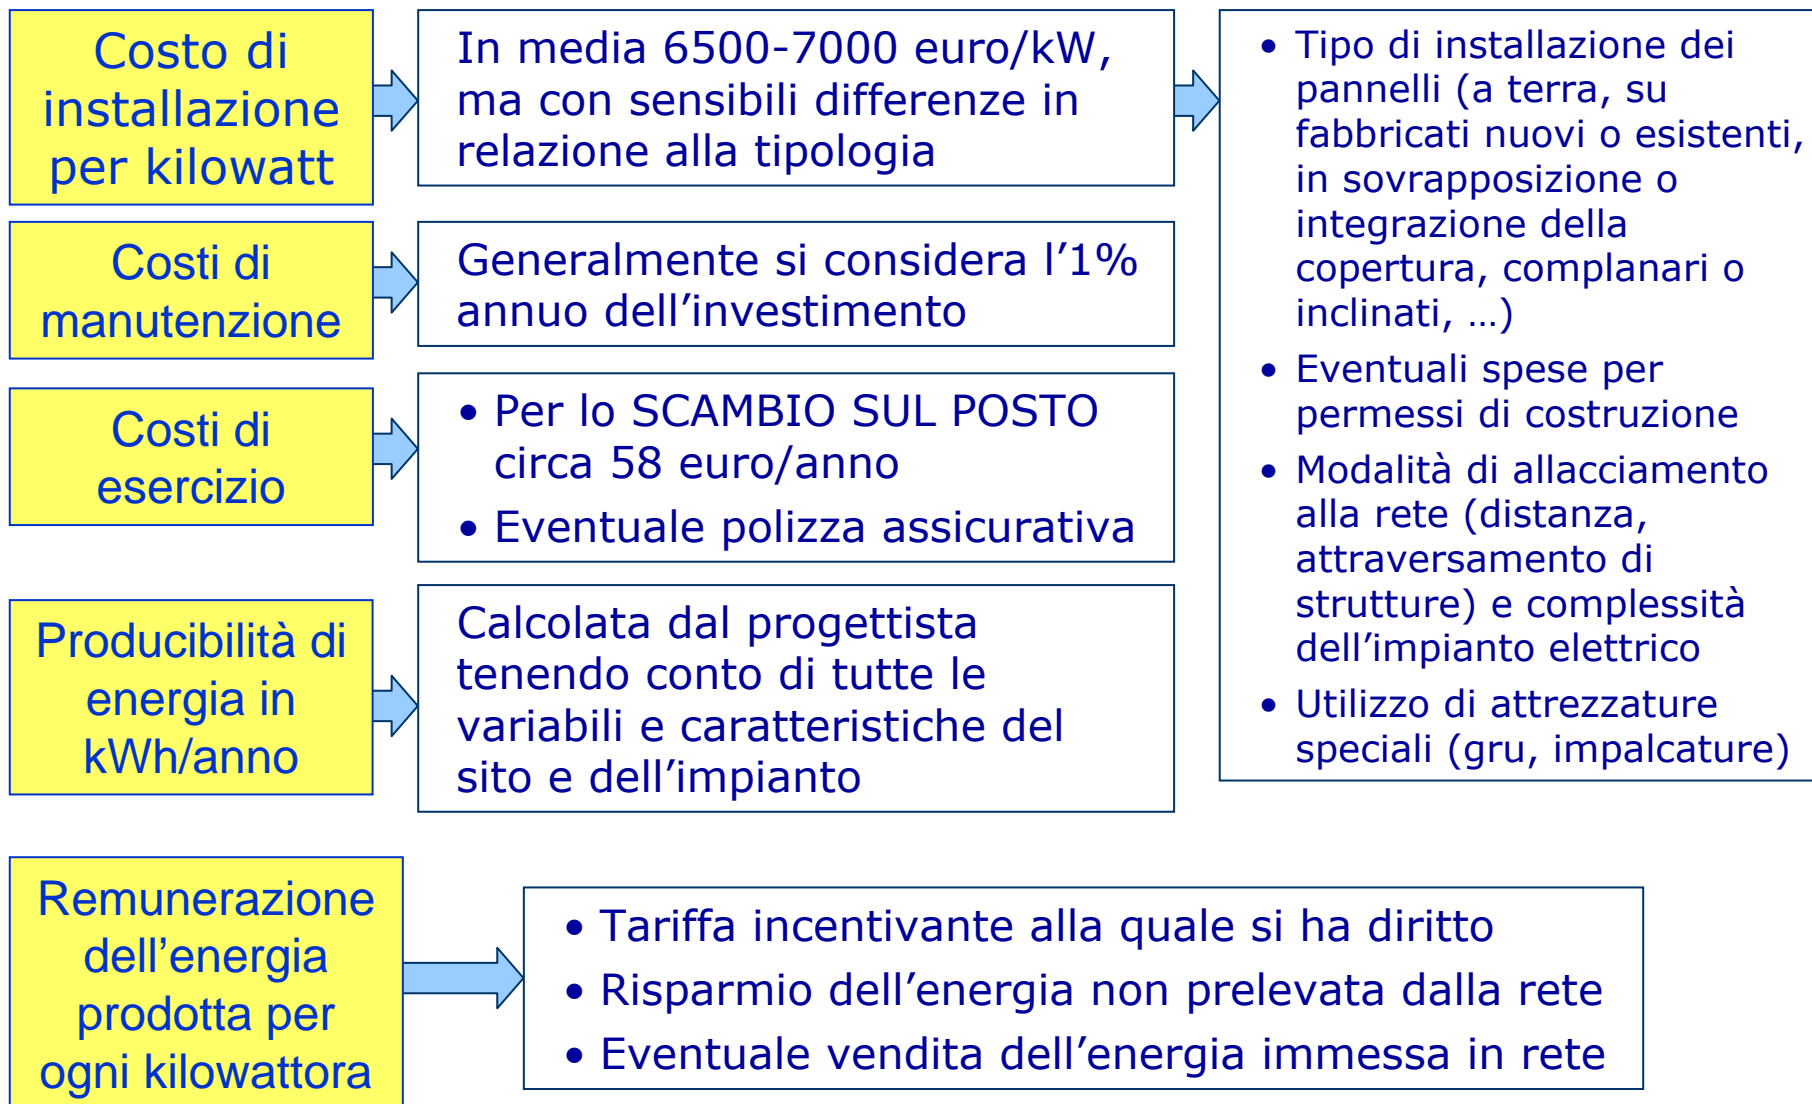 Costo di
installazione
per kilowatt
In media 6500-7000 euro/kW,
ma con sensibili differenze in
relazione alla tipologia
• Tipo di installazione dei
pannelli (a terra, su
fabbricati nuovi o esistenti,
in sovrapposizione o
integrazione della
copertura, complanari o
inclinati, …)
• Eventuali spese per
permessi di costruzione
• Modalità di allacciamento
alla rete (distanza,
attraversamento di
strutture) e complessità
dell’impianto elettrico
• Utilizzo di attrezzature
speciali (gru, impalcature)
Costi di
manutenzione
Generalmente si considera l’1%
annuo dell’investimento
Costi di
esercizio
• Per lo SCAMBIO SUL POSTO
circa 58 euro/anno
• Eventuale polizza assicurativa
Producibilità di
energia in
kWh/anno
Calcolata dal progettista
tenendo conto di tutte le
variabili e caratteristiche del
sito e dell’impianto
Remunerazione
dell’energia
prodotta per
ogni kilowattora
• Tariffa incentivante alla quale si ha diritto
• Risparmio dell’energia non prelevata dalla rete
• Eventuale vendita dell’energia immessa in rete